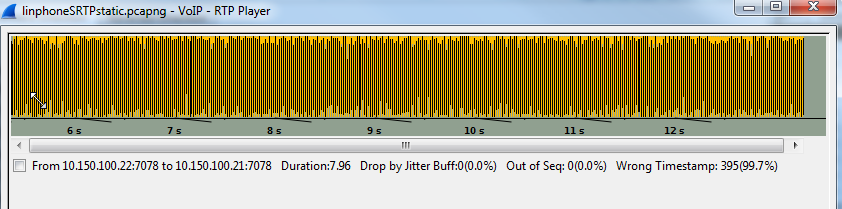 linphoneSRTPstatic.pcapng - VoIP - RTP Player
6 s 7 s 8 s 9 s 10 s 11 s 12 s
From 10.150.100.22:7078 to 10.150.100.21:7078 Duration:7.96 Drop by Jitter Buff:0(0.0%) Out of Seq: 0(0.0%) Wrong Timestamp: 395(99.7%)